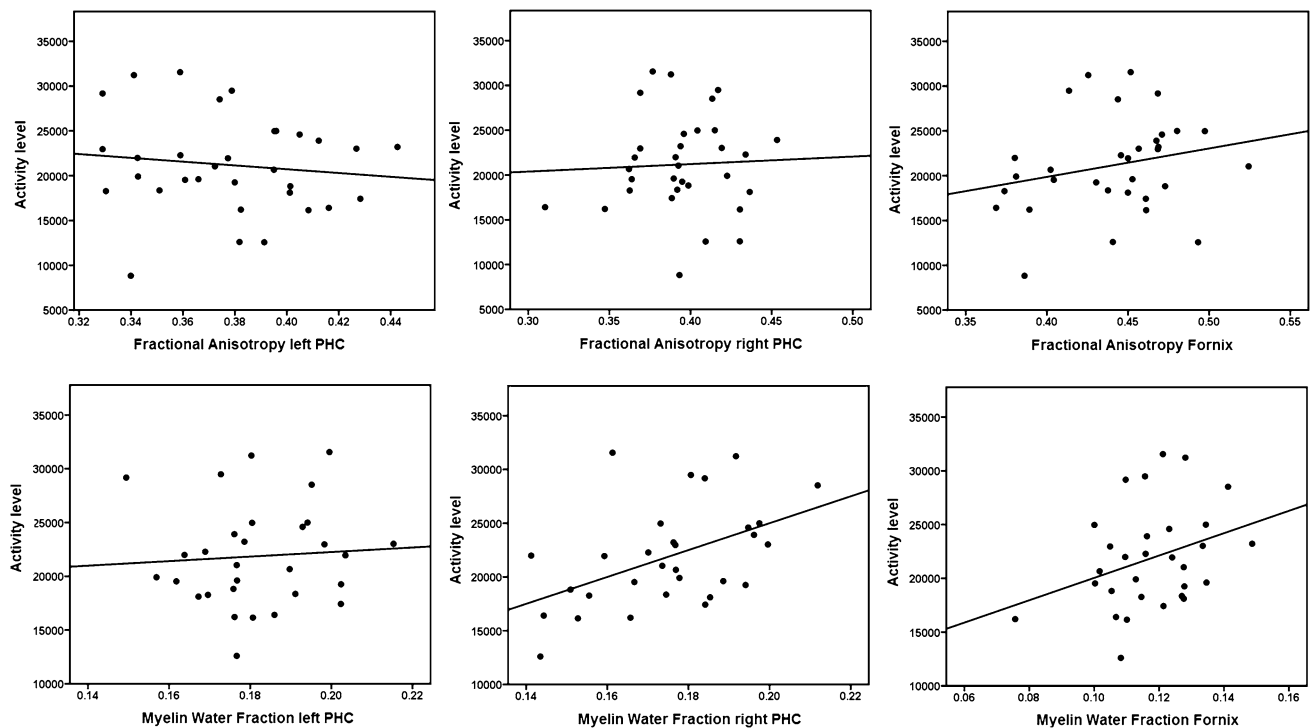 Activity level
35000
30000
25000
20000
15000
10000
5000
0.32 0.34 0.36 0.38 0.40 0.42 0.44
Fractional Anisotropy left PHC
Activity level
35000
30000
25000
20000
15000
10000
5000
0.30 0.35 0.40 0.45 0.50
Fractional Anisotropy right PHC
Activity level
35000
30000
25000
20000
15000
10000
5000
0.35 0.40 0.45 0.50 0.55
Fractional Anisotropy Fornix
Activity level
35000
30000
25000
20000
15000
10000
0.14 0.16 0.18 0.20 0.22
Myelin Water Fraction left PHC
Activity level
35000
30000
25000
20000
15000
10000
0.14 0.16 0.18 0.20 0.22
Myelin Water Fraction right PHC
Activity level
35000
30000
25000
20000
15000
10000
0.06 0.10 0.12 0.14 0.16
Myelin Water Fraction Fornix